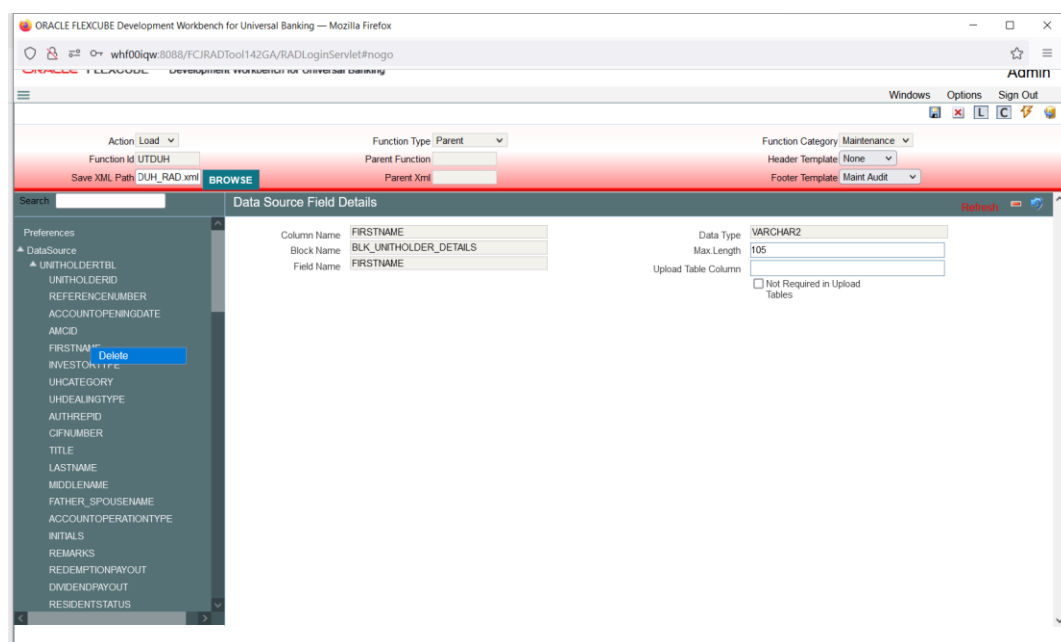 ORACLE FLEXCUBE Development Workbench for Universal Banking — Mozilla Firefox
whf00iqw:8088/FCJRADTool142GA/RADLoginServlet#nogo
ORACLE FLEXCUBE Development Workbench for Universal Banking Admin
Windows Options Sign Out
L C
Action Load Function Type Parent Function Category Maintenance
Function Id UTDUH Parent Function Header Template None
Save XML Path DUH_RAD.xml BROWSE Parent Xml Footer Template Maint Audit
Search Data Source Field Details Refresh
Preferences
DataSource
UNITHOLDERTBL
UNITHOLDERID
REFERENCENUMBER
ACCOUNTOPENINGDATE
AMCID
FIRSTNAME
Delete
INVESTORTYPE
UHCATEGORY
UHDEALINGTYPE
AUTHREPID
CIFNUMBER
TITLE
LASTNAME
MIDDLENAME
FATHER_SPOUSENAME
ACCOUNTOPERATIONTYPE
INITIALS
REMARKS
REDEMPTIONPAYOUT
DIVIDENDPAYOUT
RESIDENTSTATUS
Column Name FIRSTNAME
Block Name BLK_UNITHOLDER_DETAILS
Field Name FIRSTNAME
Data Type VARCHAR2
Max.Length 105
Upload Table Column
Not Required in Upload
Tables